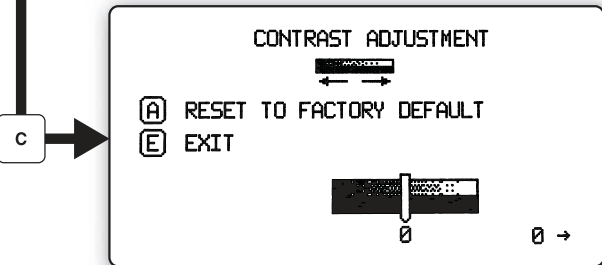 CONTRAST ADJUSTMENT
A RESET TO FACTORY DEFAULT
C
E EXIT
0
0 →